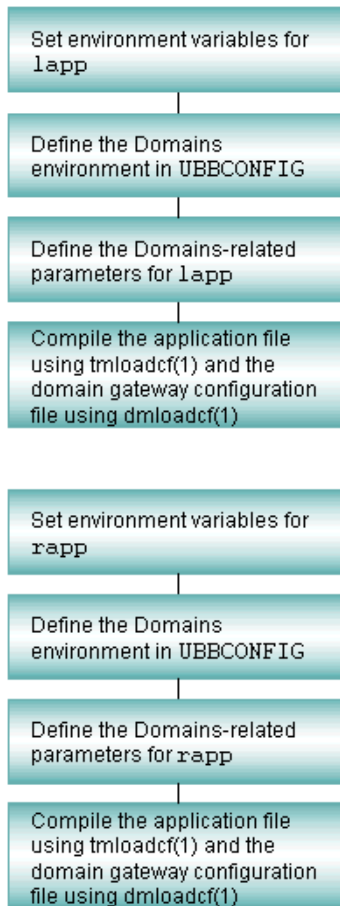 Set environment variables for
lapp
Define the Domains
environment in UBBCONFIG
Define the Domains-related
parameters for lapp
Compile the application file
using tmloadcf(1) and the
domain gateway configuration
file using dmloadcf(1)
Set environment variables for
rapp
Define the Domains
environment in UBBCONFIG
Define the Domains-related
parameters for rapp
Compile the application file
using tmloadcf(1) and the
domain gateway configuration
file using dmloadcf(1)